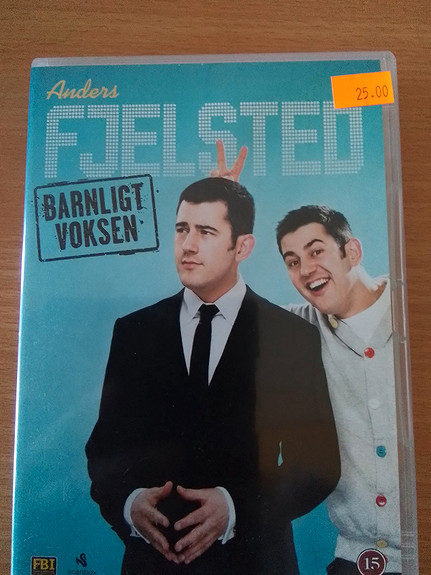 Anders
25.00
FJELSTED
BARNLIGT
VOKSEN
FBI
15